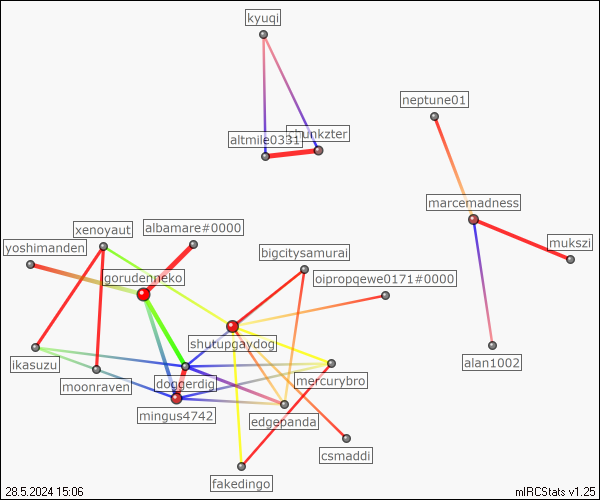 kyuqi
altmile0331
neptune01
marcemadness
mukszi
alan1002
xenoyaut
albamare#0000
yoshimanden
gorudenneko
bigcitysamurai
oipropqewe0171#0000
shutupgaydog
ikasuzu
moonraven
doggerdig
mercurybro
mingus4742
edgepanda
csmaddi
fakedingo
28.5.2024 15:06
mIRCStats v1.25